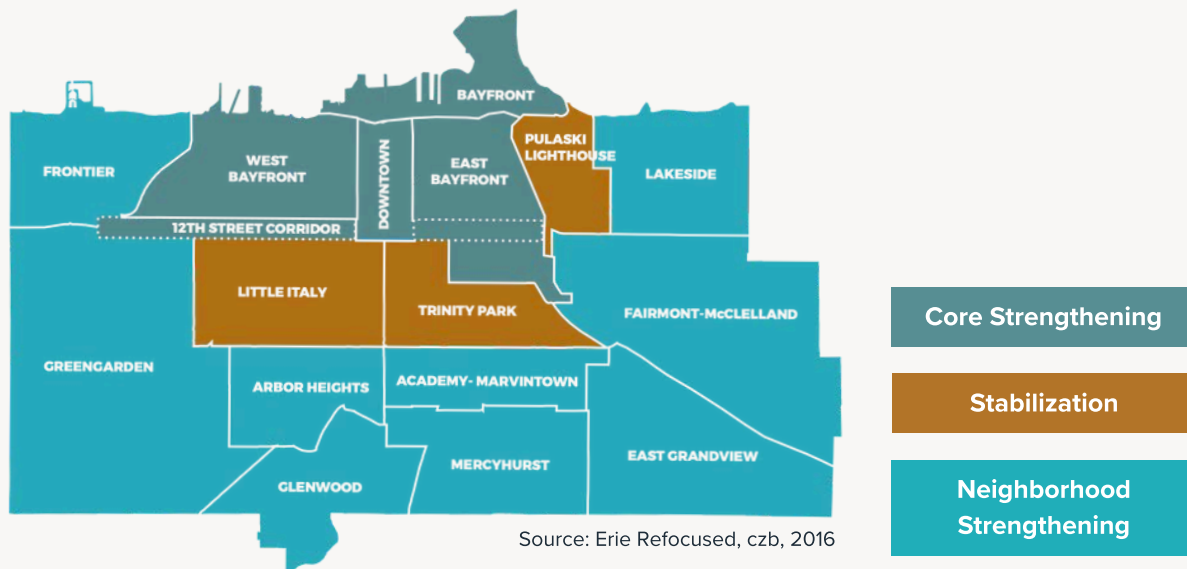 BAYFRONT
PULASKI
LIGHTHOUSE
FRONTIER
WEST
BAYFRONT
DOWNTOWN
EAST
BAYFRONT
LAKESIDE
12TH STREET CORRIDOR
LITTLE ITALY
TRINITY PARK
FAIRMONT-McCLELLAND
GREENGARDEN
ARBOR HEIGHTS
ACADEMY- MARVINTOWN
MERCYHURST
EAST GRANDVIEW
GLENWOOD
Source: Erie Refocused, czb, 2016
Core Strengthening
Stabilization
Neighborhood
Strengthening